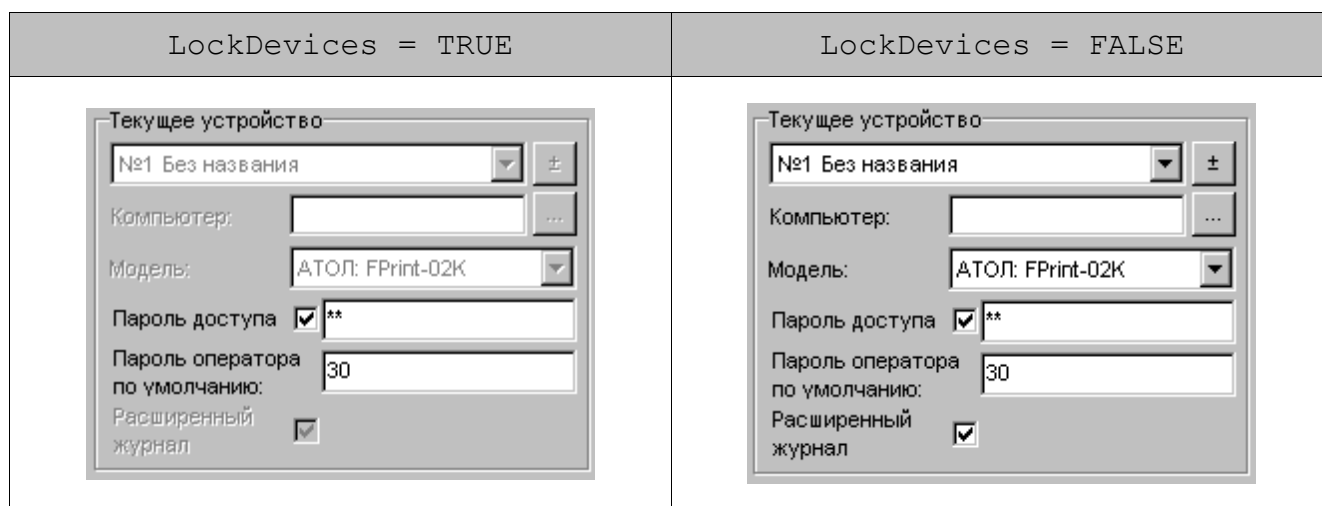 LockDevices = TRUE
LockDevices = FALSE
Текущее устройство
№1 Без названия
±
Компьютер:
...
Модель:
АТОЛ: FPrint-02K
Пароль доступа
**
Пароль оператора
по умолчанию:
30
Расширенный
журнал
Текущее устройство
№1 Без названия
±
Компьютер:
...
Модель:
АТОЛ: FPrint-02K
Пароль доступа
**
Пароль оператора
по умолчанию:
30
Расширенный
журнал